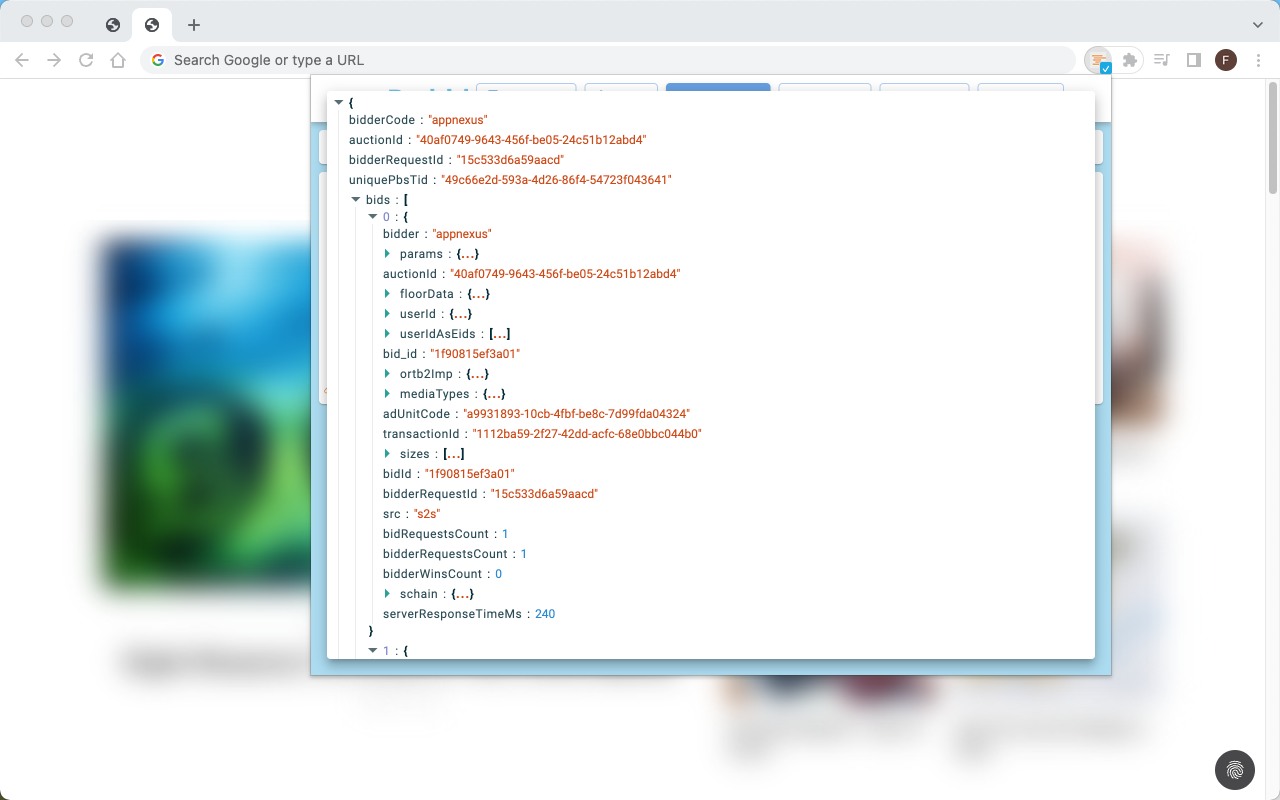 Search Google or type a URL
F
{
bidderCode : "appnexus"
auctionId : "40af0749-9643-456f-be05-24c51b12abd4"
bidderRequestId : "15c533d6a59aacd"
uniquePbsTid : "49c66e2d-593a-4d26-86f4-54723f043641"
bids : [
0 : {
bidder : "appnexus"
params : {...}
auctionId : "40af0749-9643-456f-be05-24c51b12abd4"
floorData : {...}
userId : {...}
userIdAsEids : [...]
bid_id : "1f90815ef3a01"
ortb2Imp : {...}
mediaTypes : {...}
adUnitCode : "a9931893-10cb-4fbf-be8c-7d99fda04324"
transactionId : "1112ba59-2f27-42dd-acfc-68e0bbc044b0"
sizes : [...]
bidId : "1f90815ef3a01"
bidderRequestId : "15c533d6a59aacd"
src : "s2s"
bidRequestsCount : 1
bidderRequestsCount : 1
bidderWinsCount : 0
schain : {...}
serverResponseTimeMs : 240
}
1 : {